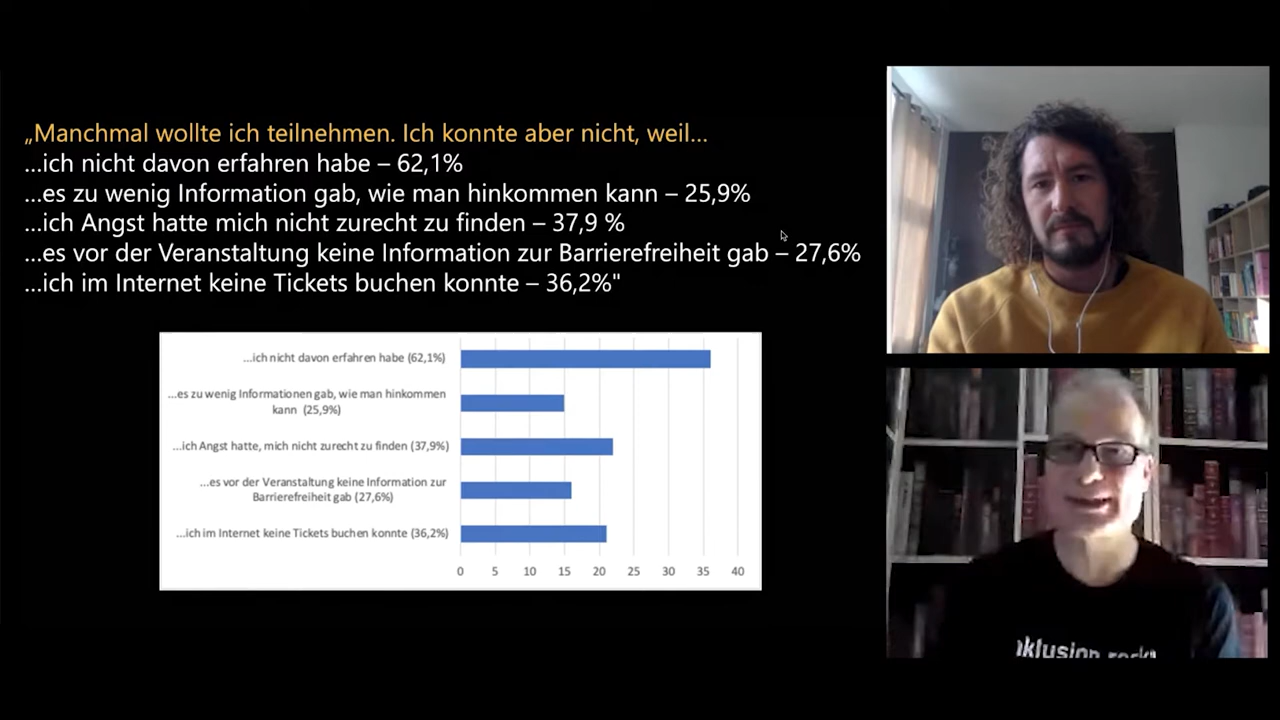 „Manchmal wollte ich teilnehmen. Ich konnte aber nicht, weil...
...ich nicht davon erfahren habe – 62,1%
...es zu wenig Information gab, wie man hinkommen kann – 25,9%
...ich Angst hatte mich nicht zurecht zu finden – 37,9 %
...es vor der Veranstaltung keine Information zur Barrierefreiheit gab – 27,6%
...ich im Internet keine Tickets buchen konnte – 36,2%"
...ich nicht davon erfahren habe (62,1%)
...es zu wenig Informationen gab, wie man hinkommen
kann (25,9%)
...ich Angst hatte, mich nicht zurecht zu finden (37,9%)
...es vor der Veranstaltung keine Information zur
Barrierefreiheit gab (27,6%)
...ich im Internet keine Tickets buchen konnte (36,2%)
0 5 10 15 20 25 30 35 40